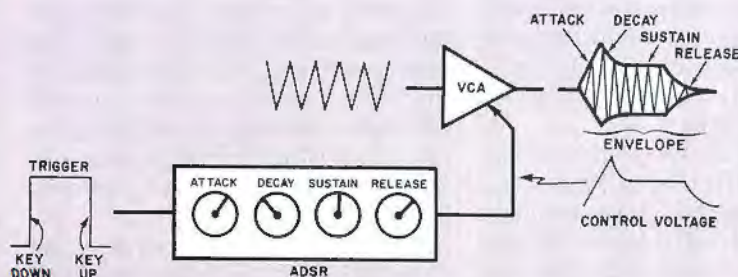 ATTACK
DECAY
SUSTAIN
RELEASE
VCA
ENVELOPE
TRIGGER
ATTACK DECAY SUSTAIN RELEASE
CONTROL VOLTAGE
KEY DOWN
KEY UP
ADSR